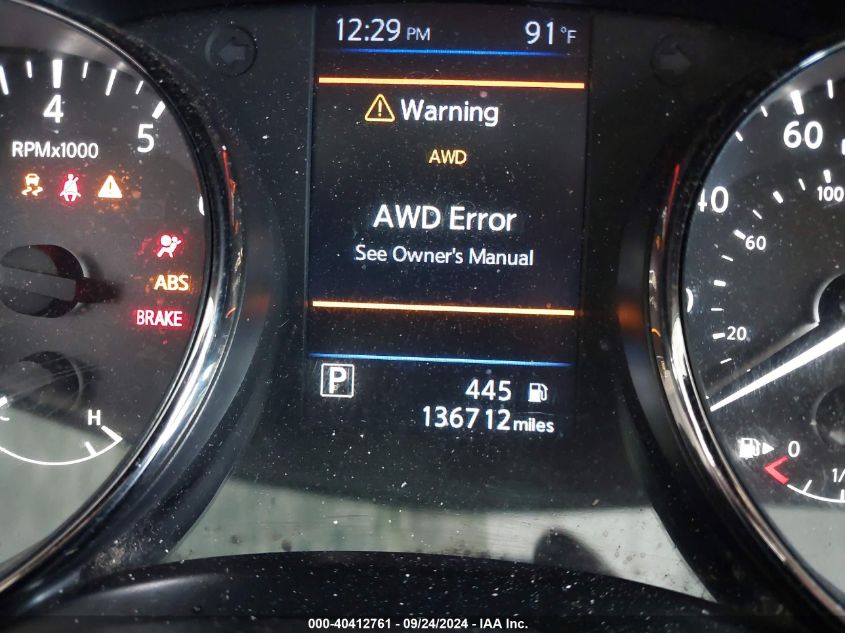 12:29 PM 91°F
Warning
AWD
AWD Error
See Owner's Manual
P 445
136712 miles
4
5
RPMx1000
ABS
BRAKE
H
60
40
100
60
20
0
000-40412761 - 09/24/2024 - IAA Inc.